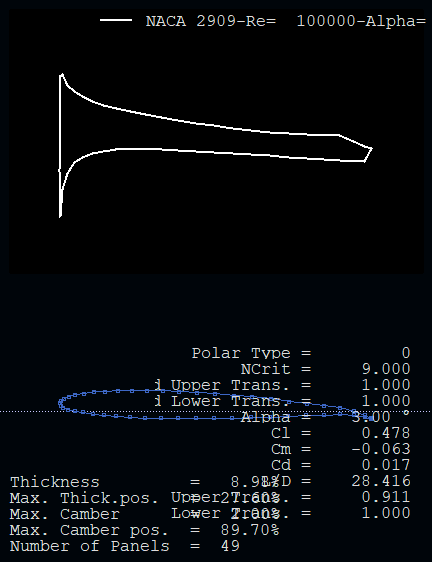 NACA 2909-Re=  100000-Alpha=
Polar Type =         0
NCrit =     9.000
Upper Trans. =     1.000
Lower Trans. =     1.000
Alpha =    3.00 °
Cl =     0.478
Cm =    -0.063
Cd =     0.017
Thickness         =   8.98% L/D =    28.416
Max. Thick.pos.   =  27.60% Upper Trans. =     0.911
Max. Camber       =   2.00% Lower Trans. =     1.000
Max. Camber pos.  =  89.70%
Number of Panels  =  49